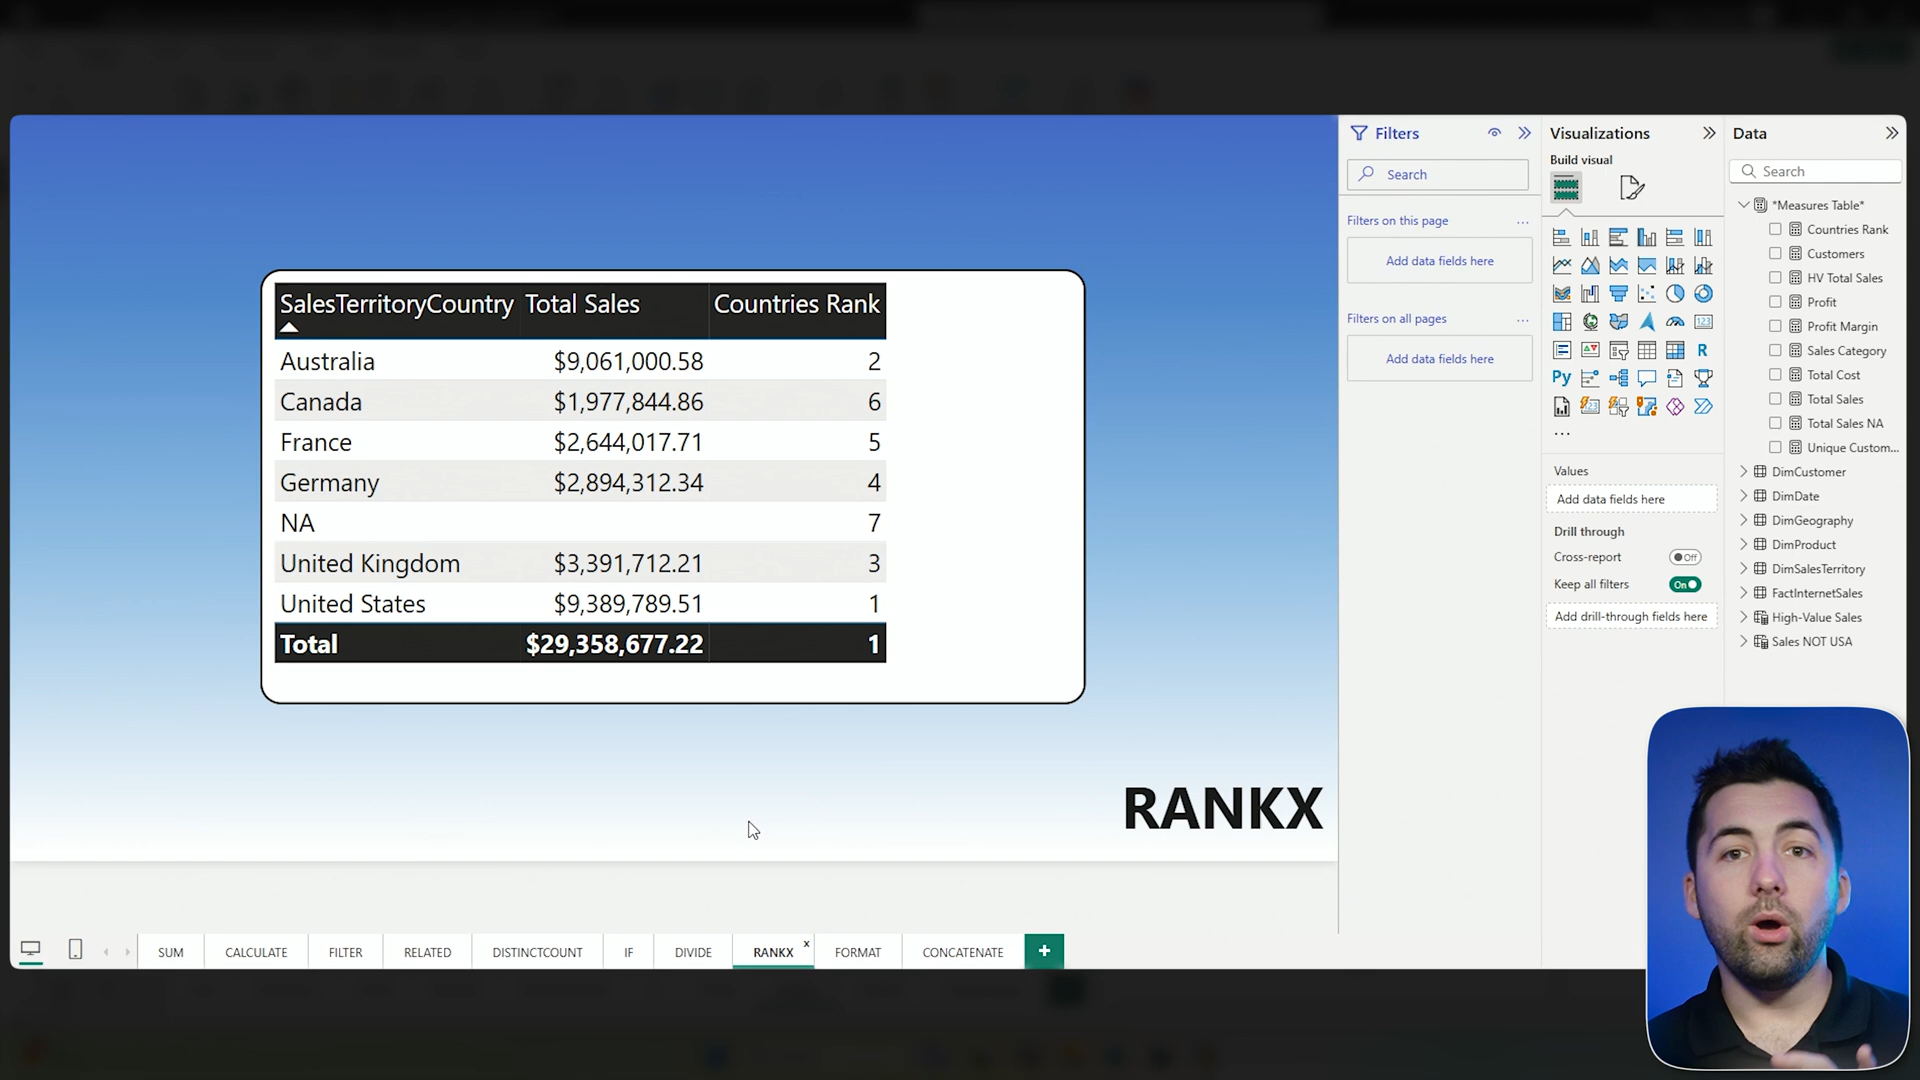 SalesTerritoryCountry Total Sales Countries Rank
Australia $9,061,000.58 2
Canada $1,977,844.86 6
France $2,644,017.71 5
Germany $2,894,312.34 4
NA 7
United Kingdom $3,391,712.21 3
United States $9,389,789.51 1
Total $29,358,677.22 1
RANKX
Filters
Search
Filters on this page ...
Add data fields here
Filters on all pages ...
Add data fields here
Visualizations
Build visual
123
R
Py
123
...
Values
Add data fields here
Drill through
Cross-report Off
Keep all filters On
Add drill-through fields here
Data
Search
*Measures Table*
Countries Rank
Customers
HV Total Sales
Profit
Profit Margin
Sales Category
Total Cost
Total Sales
Total Sales NA
Unique Custom...
DimCustomer
DimDate
DimGeography
DimProduct
DimSalesTerritory
FactInternetSales
High-Value Sales
Sales NOT USA
SUM CALCULATE FILTER RELATED DISTINCTCOUNT IF DIVIDE RANKX x FORMAT CONCATENATE +